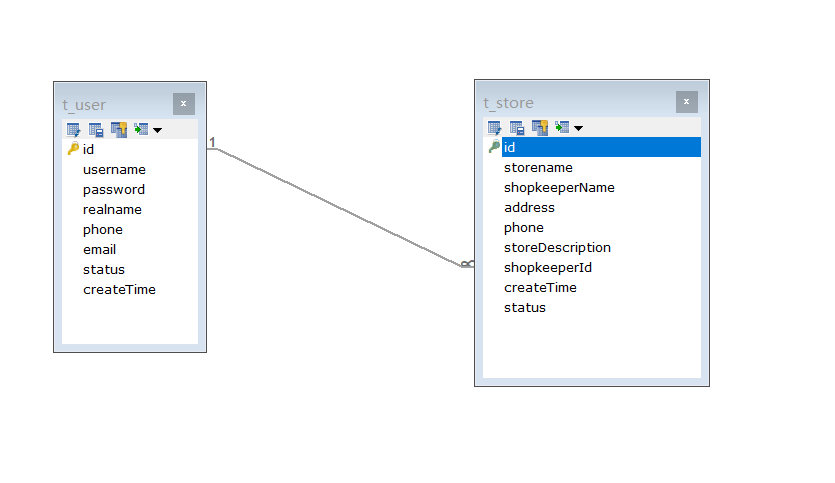 t_user
id
username
password
realname
phone
email
status
createTime
1
∞
t_store
id
storename
shopkeeperName
address
phone
storeDescription
shopkeeperId
createTime
status